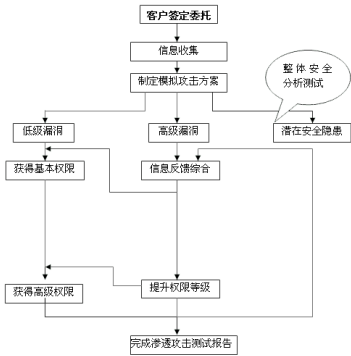 客户签定委托
信息收集
制定模拟攻击方案
整体安全
分析测试
低级漏洞
高级漏洞
潜在安全隐患
获得基本权限
信息反馈综合
获得高级权限
提升权限等级
完成渗透攻击测试报告